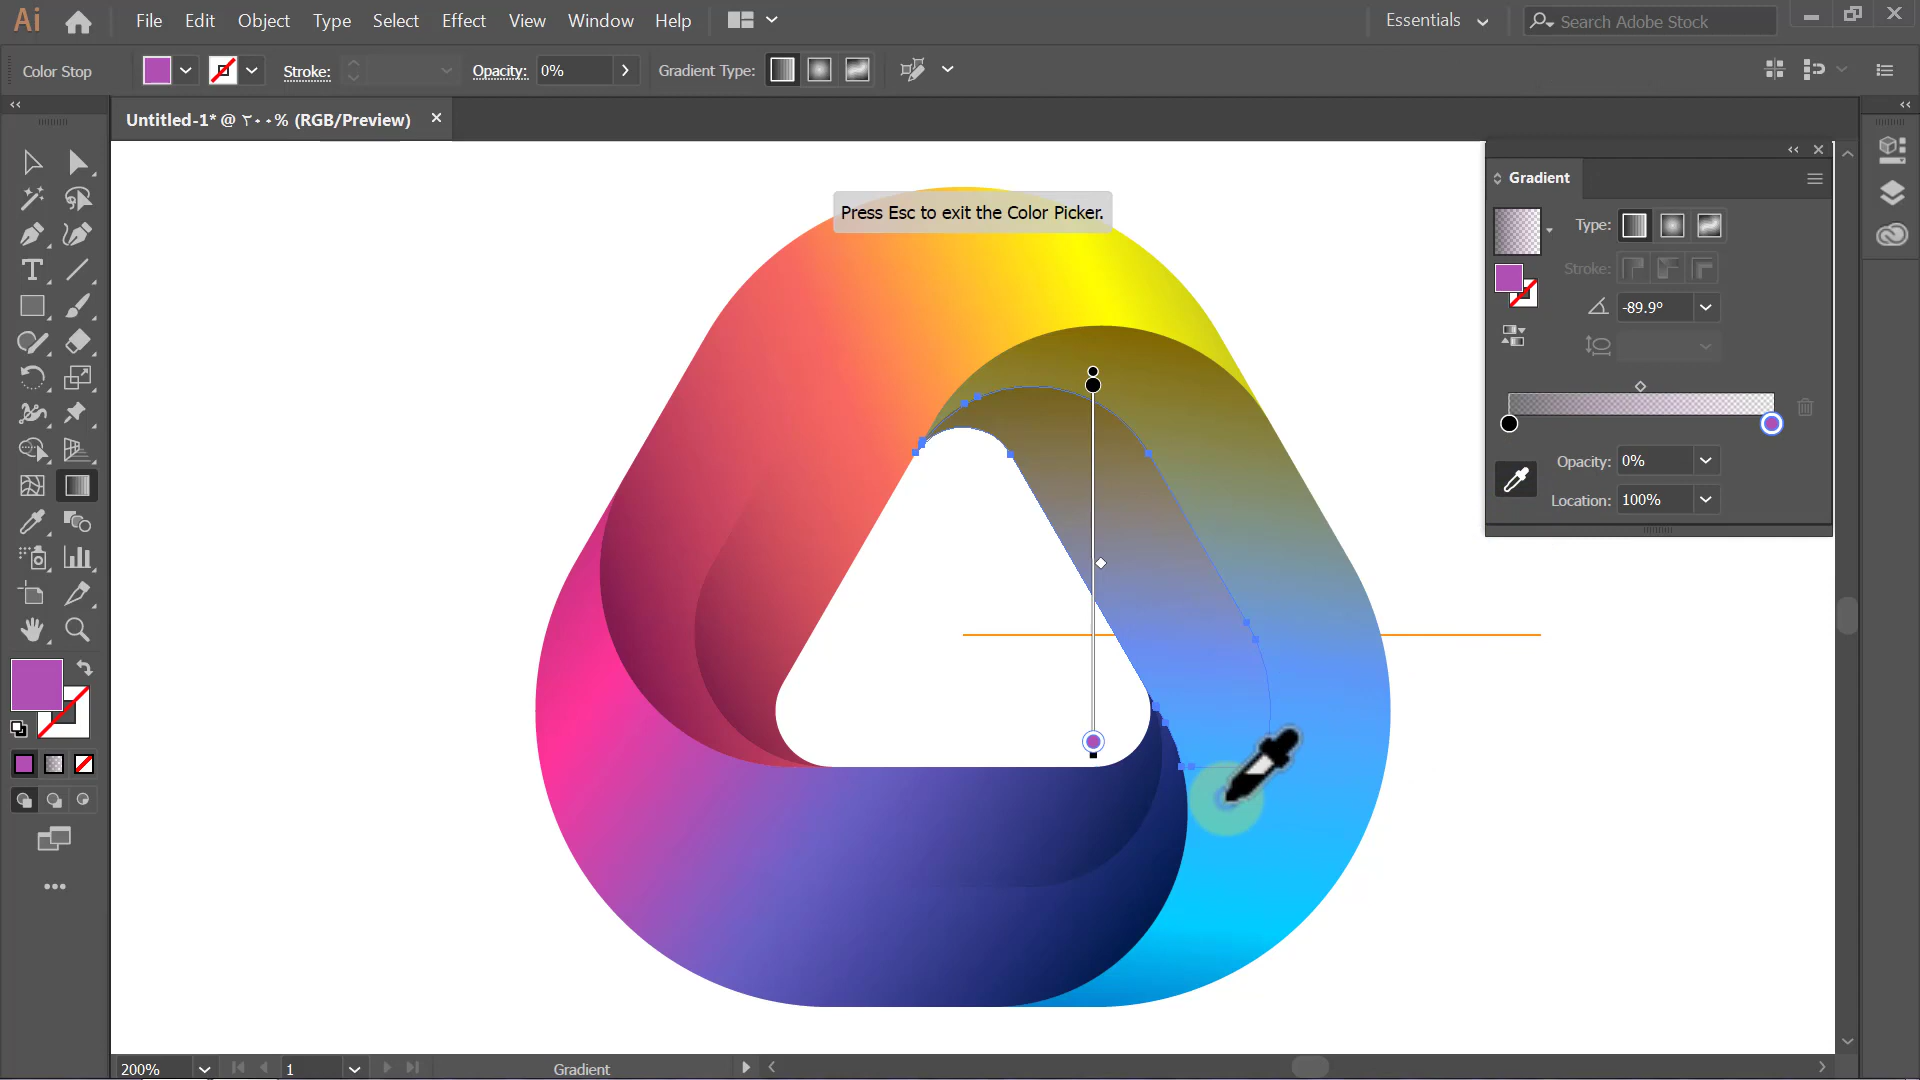 Ai File Edit Object Type Select Effect View Window Help Essentials Search Adobe Stock
Color Stop Stroke: Opacity: 0% Gradient Type:
Untitled-1* @ ٢٠٠% (RGB/Preview)
Press Esc to exit the Color Picker.
Gradient
Type:
Stroke:
-89.9°
Opacity: 0%
Location: 100%
200% 1 Gradient